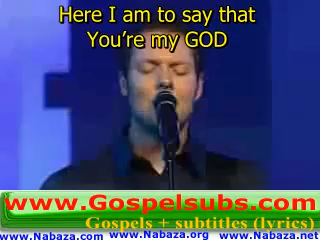 Here I am to say that
You're my GOD
www.Gospelsubs.com
Gospels + subtitles (lyrics)
www.Nabaza.com www.Nabaza.org www.Nabaza.net